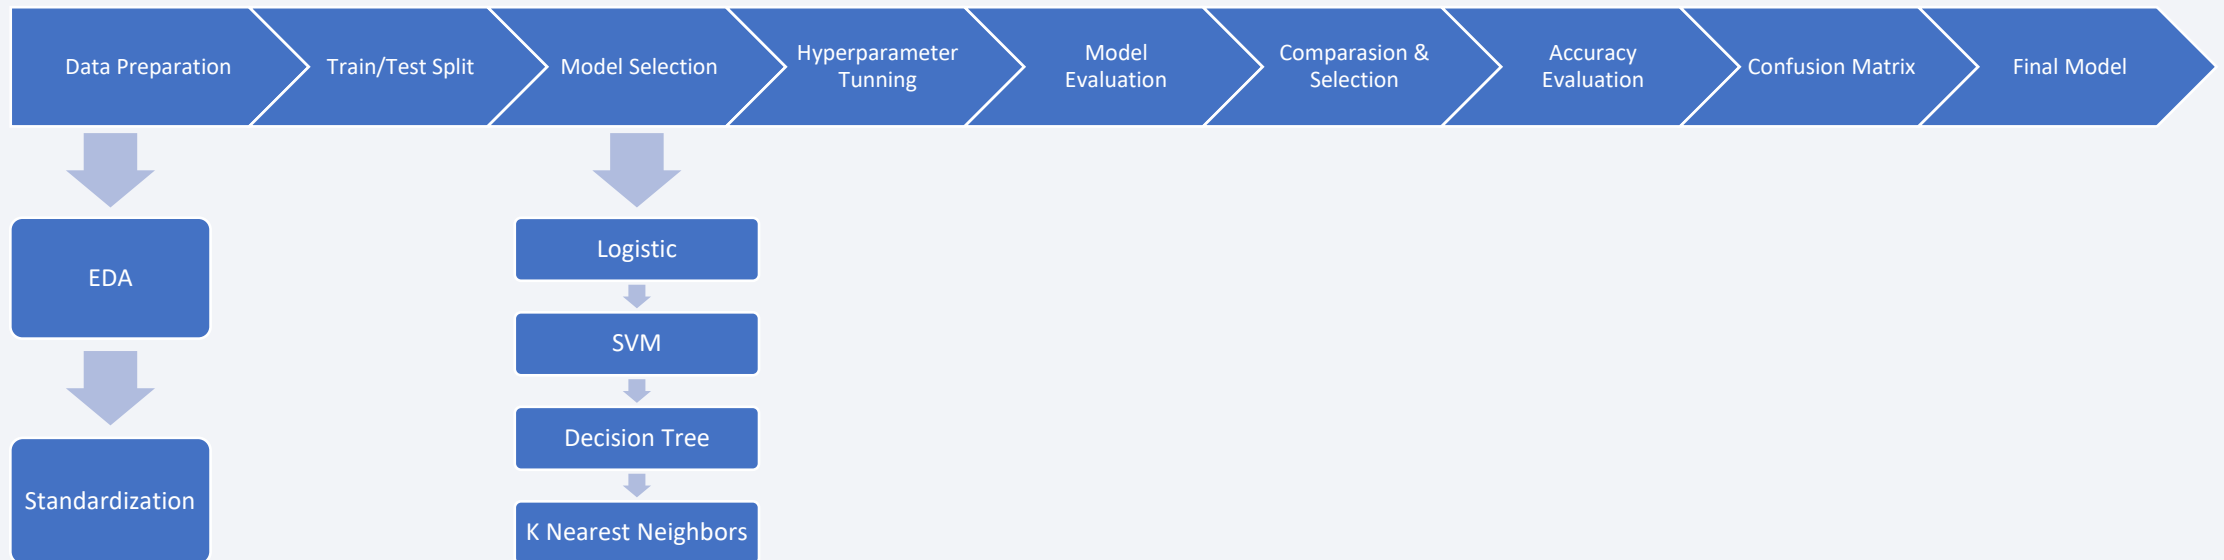 Data Preparation
Train/Test Split
Model Selection
Hyperparameter
Tunning
Model
Evaluation
Comparasion &
Selection
Accuracy
Evaluation
Confusion Matrix
Final Model
EDA
Standardization
Logistic
SVM
Decision Tree
K Nearest Neighbors